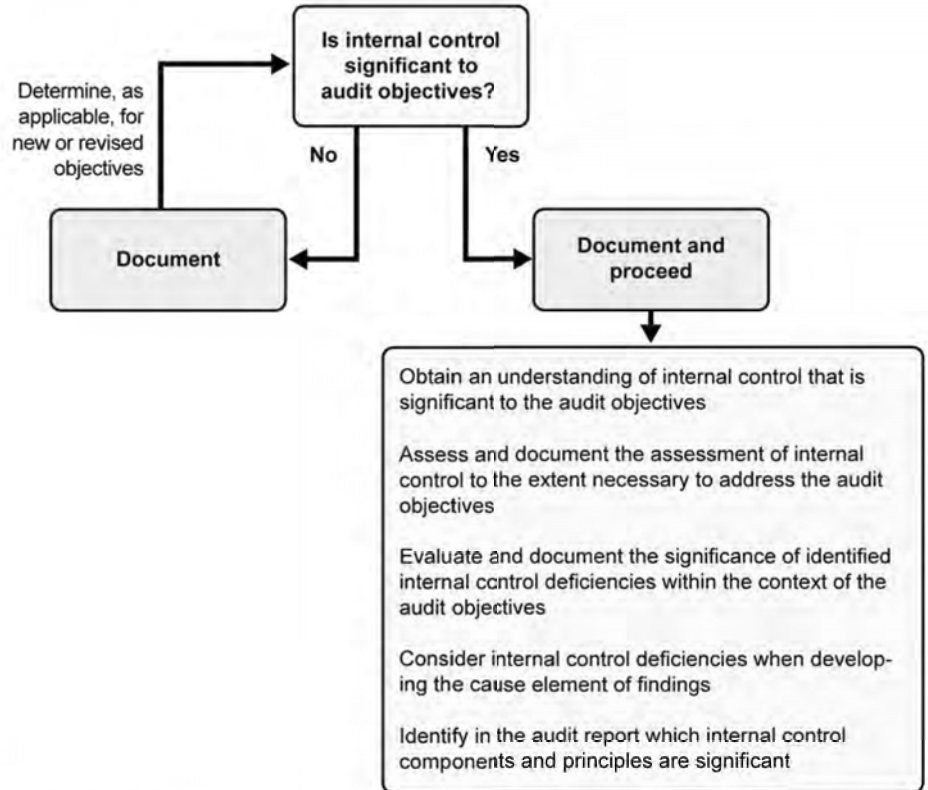 Is internal control
significant to
audit objectives?
Determine, as
applicable, for
new or revised
objectives
No
Yes
Document
Document and
proceed
Obtain an understanding of internal control that is
significant to the audit objectives
Assess and document the assessment of internal
control to the extent necessary to address the audit
objectives
Evaluate and document the significance of identified
internal control deficiencies within the context of the
audit objectives
Consider internal control deficiencies when develop-
ing the cause element of findings
Identify in the audit report which internal control
components and principles are significant